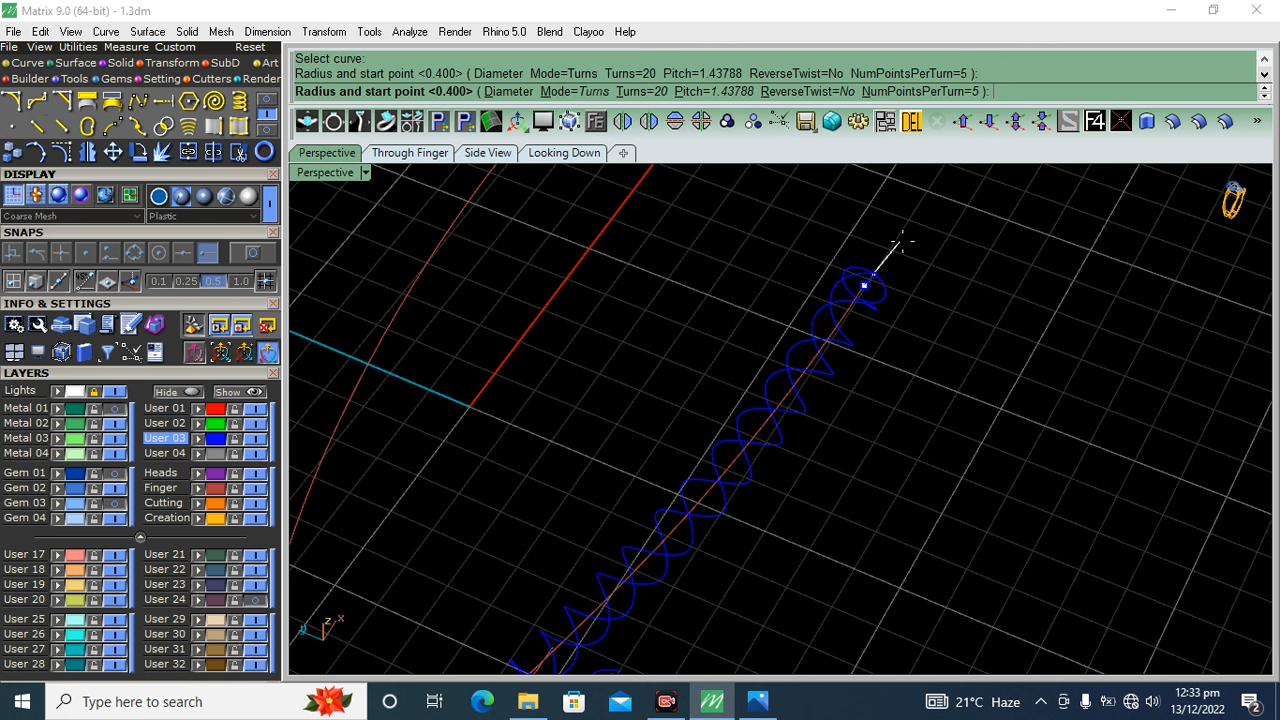 Matrix 9.0 (64-bit) - 1.3dm
File Edit View Curve Surface Solid Mesh Dimension Transform Tools Analyze Render Rhino 5.0 Blend Clayoo Help
File View Utilities Measure Custom Reset
Curve Surface Solid Transform SubD Art
Builder Tools Gems Setting Cutters Render
Select curve:
Radius and start point <0.400> ( Diameter Mode=Turns Turns=20 Pitch=1.43788 ReverseTwist=No NumPointsPerTurn=5 ):
Radius and start point <0.400> ( Diameter Mode=Turns Turns=20 Pitch=1.43788 ReverseTwist=No NumPointsPerTurn=5 ):
P P FE DEL S F4
Perspective Through Finger Side View Looking Down
Perspective
DISPLAY
Coarse Mesh Plastic
SNAPS
0.1 0.25 0.5 1.0
INFO & SETTINGS
LAYERS
Lights Hide Show
Metal 01 User 01
Metal 02 User 02
Metal 03 User 03
Metal 04 User 04
Gem 01 Heads
Gem 02 Finger
Gem 03 Cutting
Gem 04 Creation
User 17 User 21
User 18 User 22
User 19 User 23
User 20 User 24
User 25 User 29
User 26 User 30
User 27 User 31
User 28 User 32
z x
y
Type here to search
21°C Haze
12:33 pm
13/12/2022
2